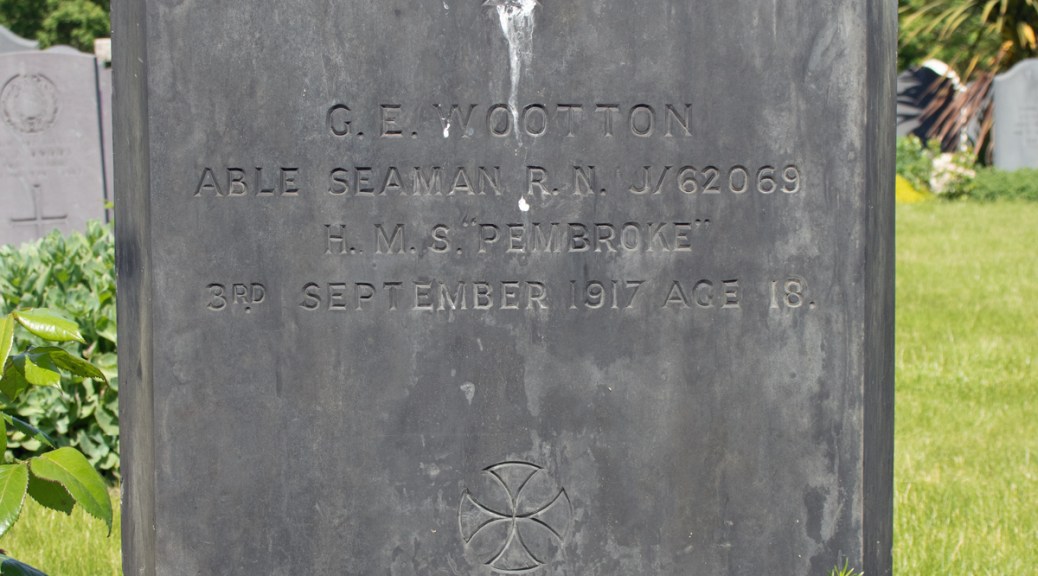 G. E. WOOTTON
ABLE SEAMAN R. N. J/62069
H. M. S. "PEMBROKE"
3RD SEPTEMBER 1917 AGE 18.